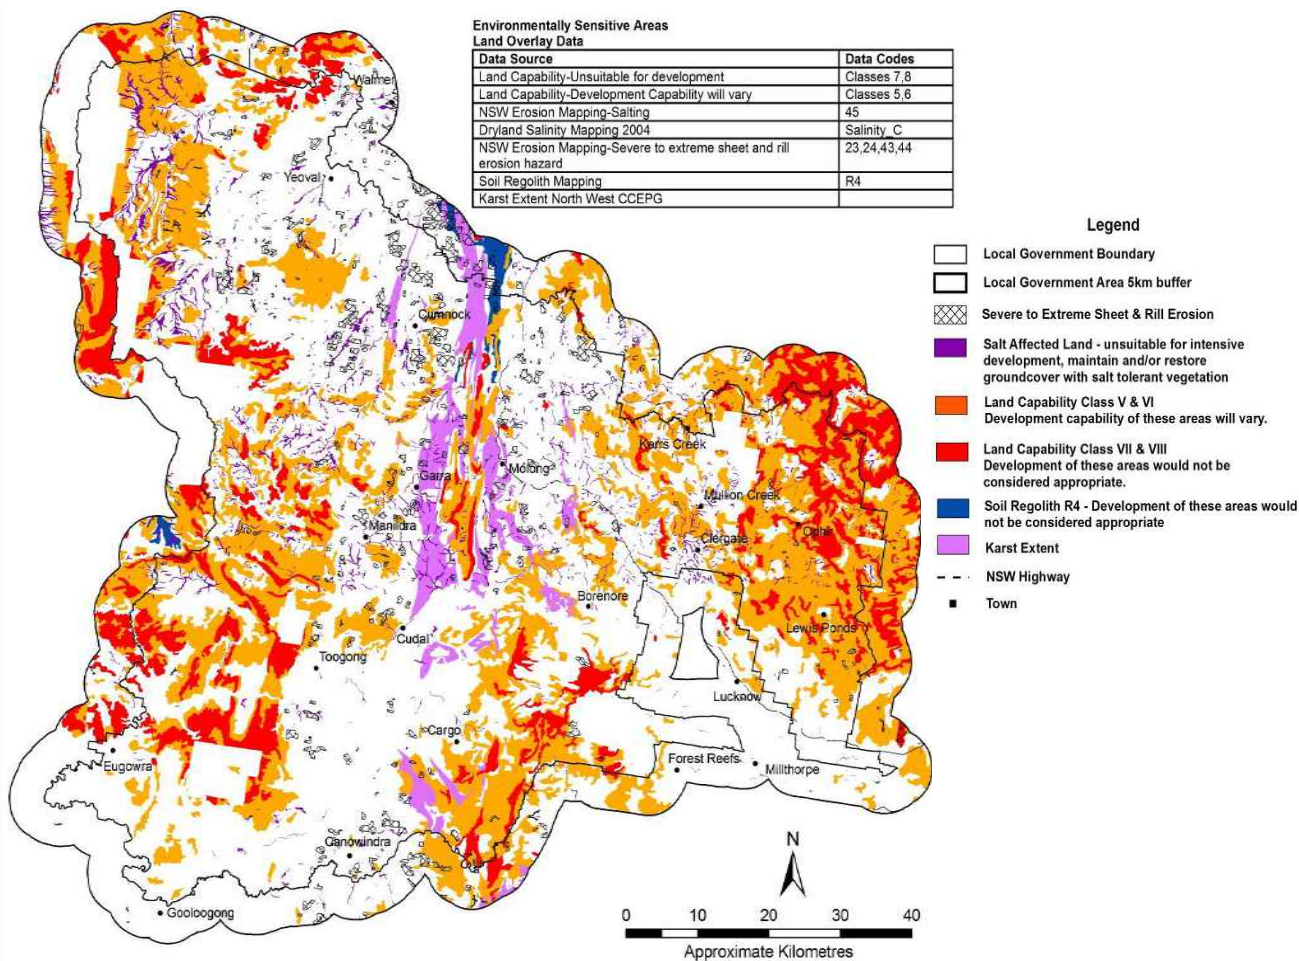 Environmentally Sensitive Areas
Land Overlay Data
Data Source Data Codes
Land Capability-Unsuitable for development Classes 7,8
Land Capability-Development Capability will vary Classes 5,6
NSW Erosion Mapping-Salting 45
Dryland Salinity Mapping 2004 Salinity_C
NSW Erosion Mapping-Severe to extreme sheet and rill 23,24,43,44
erosion hazard
Soil Regolith Mapping R4
Karst Extent North West CCEPG
Legend
Local Government Boundary
Local Government Area 5km buffer
Severe to Extreme Sheet & Rill Erosion
Salt Affected Land - unsuitable for intensive
development, maintain and/or restore
groundcover with salt tolerant vegetation
Land Capability Class V & VI
Development capability of these areas will vary.
Land Capability Class VII & VIII
Development of these areas would not be
considered appropriate.
Soil Regolith R4 - Development of these areas would
not be considered appropriate
Karst Extent
NSW Highway
Town
Walmer
Yeoval
Cumnock
Kerrs Creek
Molong
Garra
Mullion Creek
Manildra
Ophir
Clergate
Borenore
Lewis Ponds
Cudal
Toogong
Lucknow
Cargo
Eugowra
Forest Reefs
Millthorpe
Canowindra
Gooloogong
N
0 10 20 30 40
Approximate Kilometres